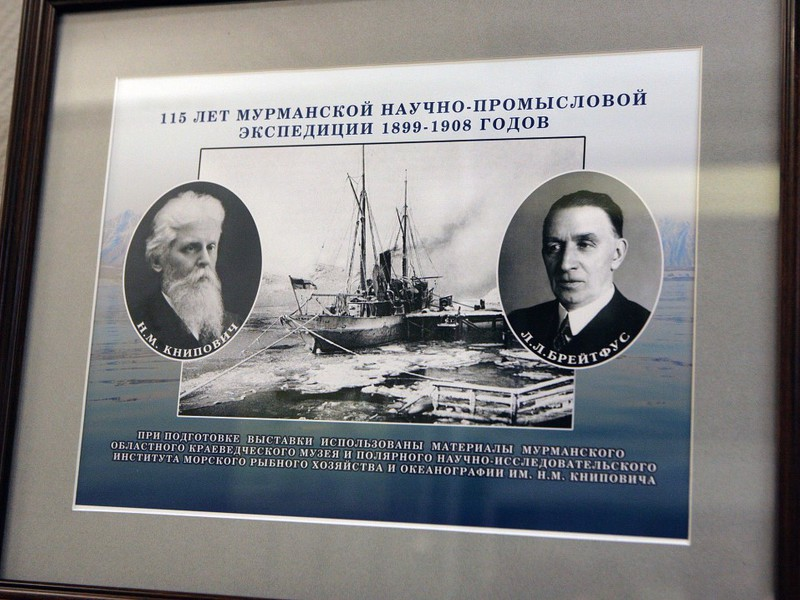 115 ЛЕТ МУРМАНСКОЙ НАУЧНО-ПРОМЫСЛОВОЙ
ЭКСПЕДИЦИИ 1899-1908 ГОДОВ
Н.М. КНИПОВИЧ
Л.Л.БРЕЙТФУС
ПРИ ПОДГОТОВКЕ ВЫСТАВКИ ИСПОЛЬЗОВАНЫ МАТЕРИАЛЫ МУРМАНСКОГО
ОБЛАСТНОГО КРАЕВЕДЧЕСКОГО МУЗЕЯ И ПОЛЯРНОГО НАУЧНО-ИССЛЕДОВАТЕЛЬСКОГО
ИНСТИТУТА МОРСКОГО РЫБНОГО ХОЗЯЙСТВА И ОКЕАНОГРАФИИ ИМ. Н.М. КНИПОВИЧА